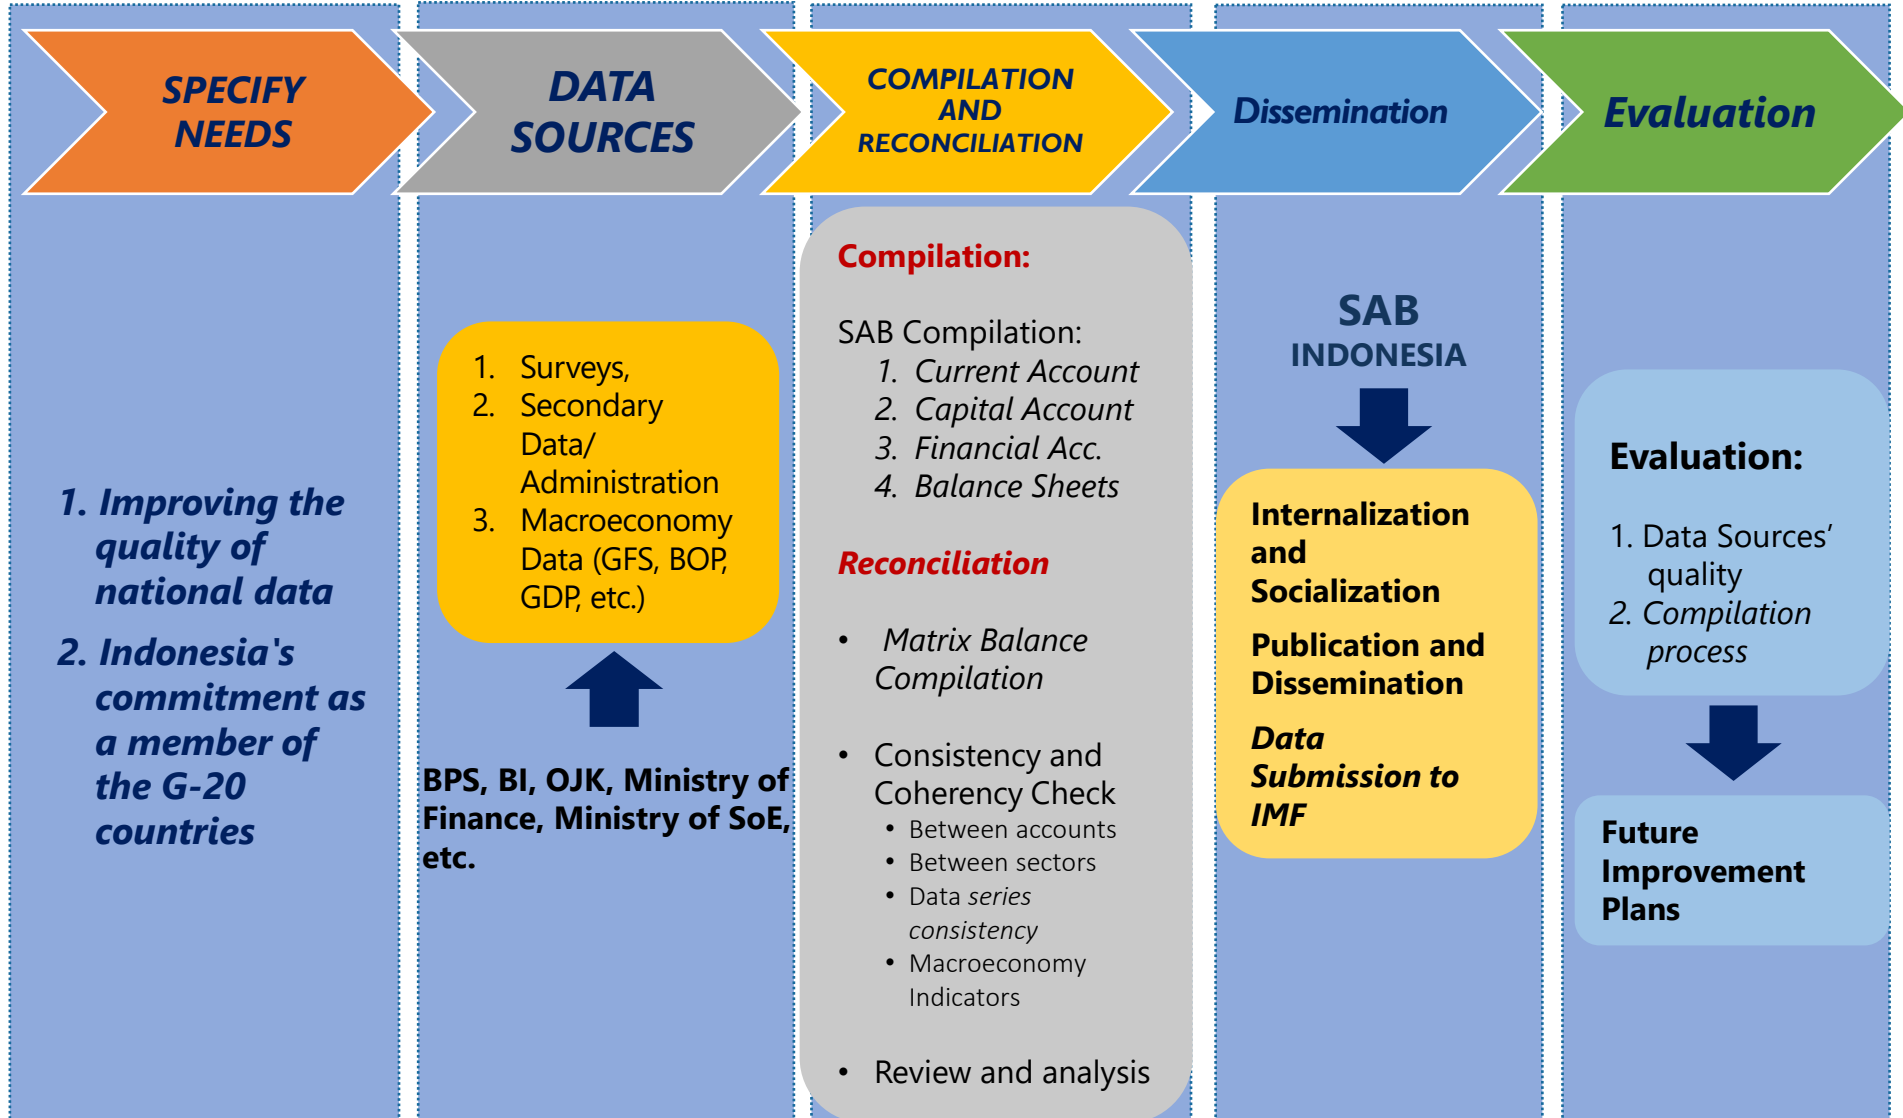 SPECIFY
NEEDS
DATA
SOURCES
COMPILATION
AND
RECONCILIATION
Dissemination
Evaluation
1. Improving the
quality of
national data
2. Indonesia's
commitment as
a member of
the G-20
countries
1. Surveys,
2. Secondary
Data/
Administration
3. Macroeconomy
Data (GFS, BOP,
GDP, etc.)
BPS, BI, OJK, Ministry of
Finance, Ministry of SoE,
etc.
Compilation:
SAB Compilation:
1. Current Account
2. Capital Account
3. Financial Acc.
4. Balance Sheets
Reconciliation
• Matrix Balance
Compilation
• Consistency and
Coherency Check
• Between accounts
• Between sectors
• Data series
consistency
• Macroeconomy
Indicators
• Review and analysis
SAB
INDONESIA
Internalization
and
Socialization
Publication and
Dissemination
Data
Submission to
IMF
Evaluation:
1. Data Sources’
quality
2. Compilation
process
Future
Improvement
Plans